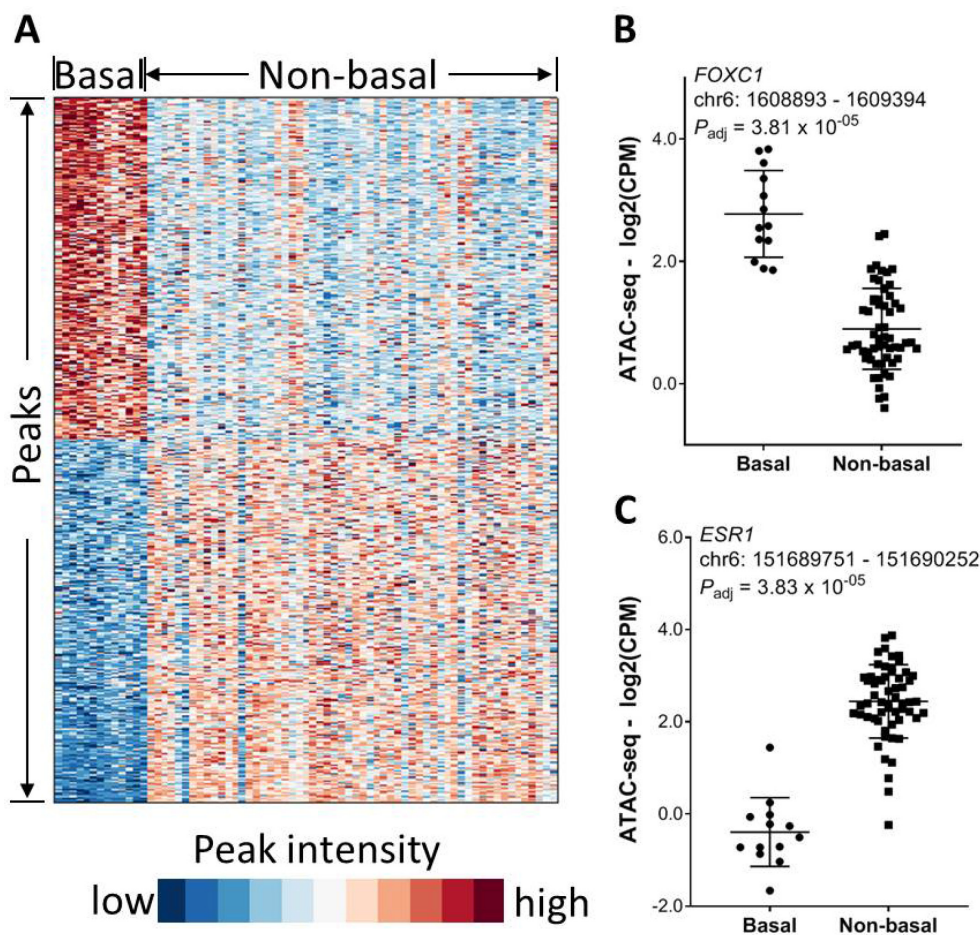 A
Basal
Non-basal
Peaks
Peak intensity
low
high
B
FOXC1
chr6: 1608893 - 1609394
Padj = 3.81 x 10-05
ATAC-seq - log2(CPM)
4.0
2.0
0.0
Basal
Non-basal
C
ESR1
chr6: 151689751 - 151690252
Padj = 3.83 x 10-05
ATAC-seq - log2(CPM)
6.0
4.0
2.0
0.0
-2.0
Basal
Non-basal